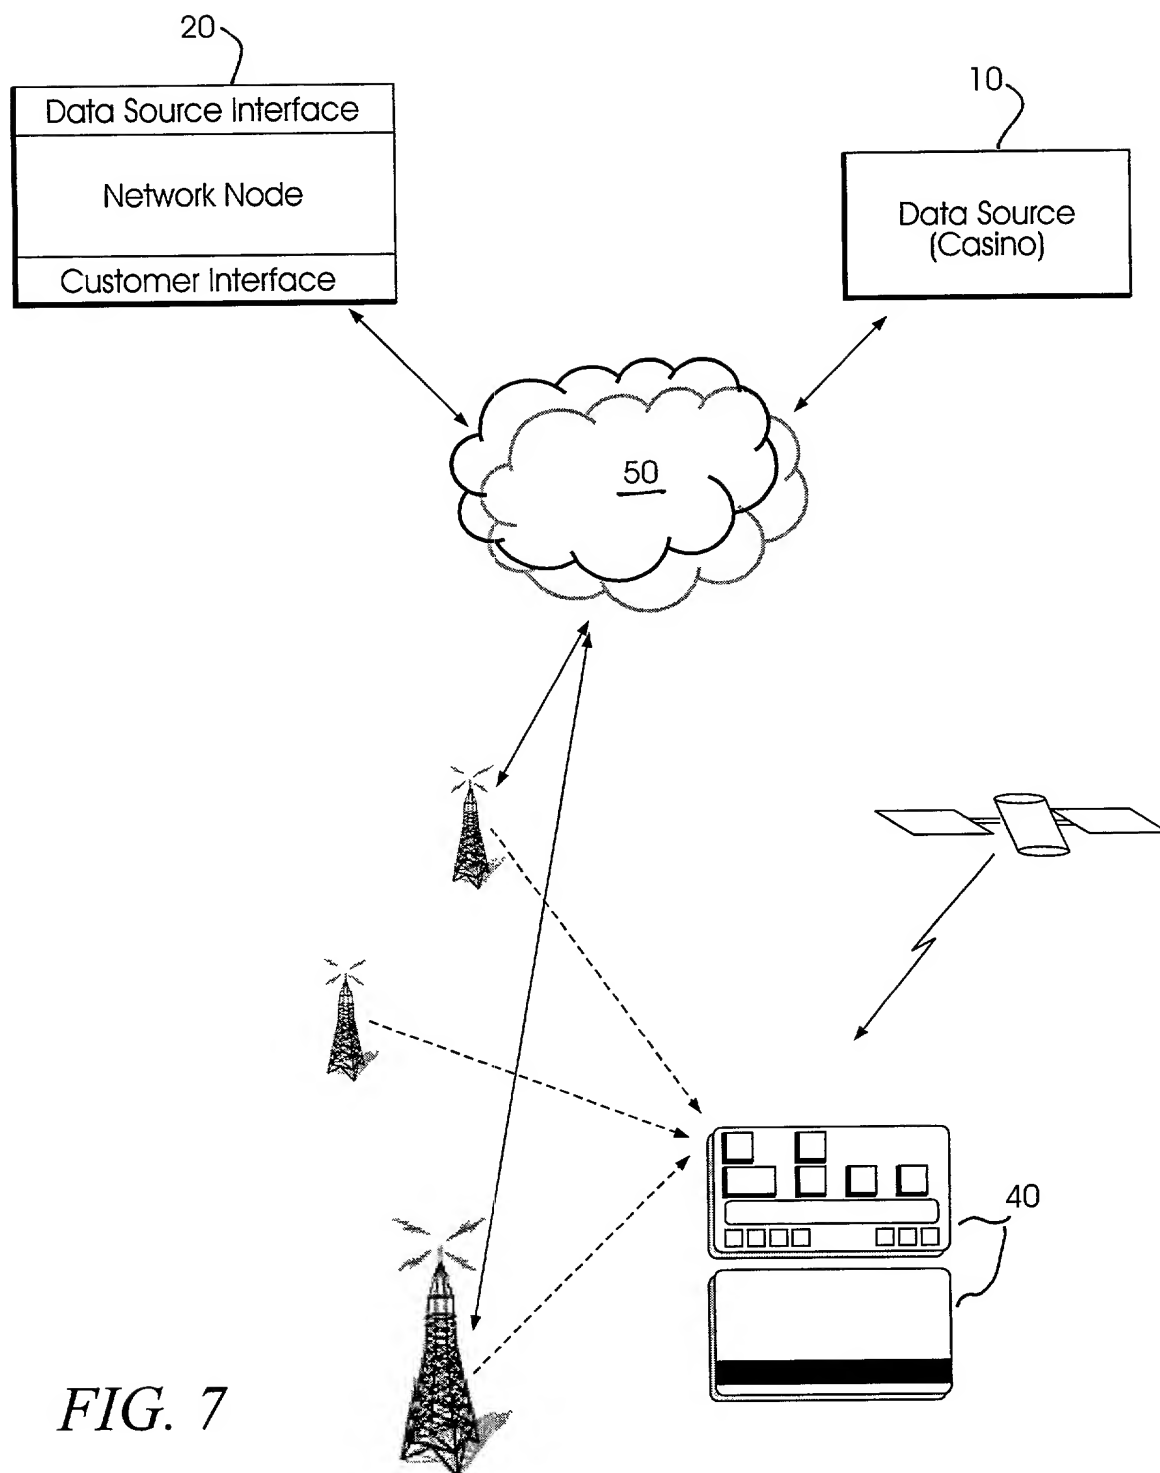 20
10
Data Source Interface
Network Node
Customer Interface
Data Source
(Casino)
50
40
FIG. 7